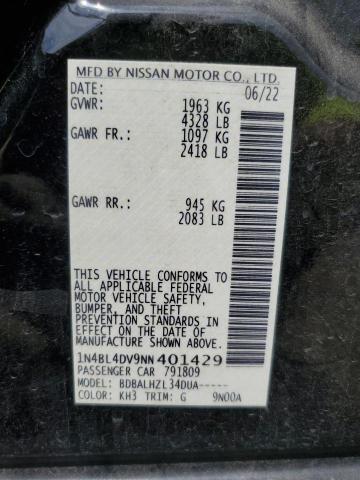 MFD BY NISSAN MOTOR CO., LTD.
DATE: 06/22
GVWR: 1963 KG
4328 LB
GAWR FR: 1097 KG
2418 LB
GAWR RR: 945 KG
2083 LB
THIS VEHICLE CONFORMS TO
ALL APPLICABLE FEDERAL
MOTOR VEHICLE SAFETY,
BUMPER, AND THEFT
PREVENTION STANDARDS IN
EFFECT ON THE DATE OF
MANUFACTURE SHOWN ABOVE.
1N4BL4DV9NN401429
PASSENGER CAR 791809
MODEL: BDBALHZL34DUA-----
COLOR: KH3 TRIM: G 9N00A